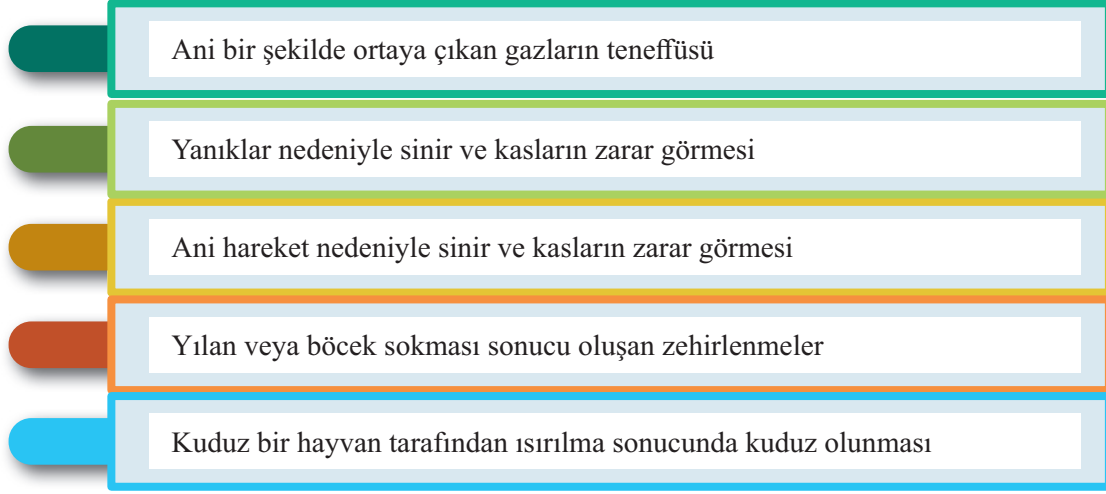 Ani bir şekilde ortaya çıkan gazların teneffüsü
Yanıklar nedeniyle sinir ve kasların zarar görmesi
Ani hareket nedeniyle sinir ve kasların zarar görmesi
Yılan veya böcek sokması sonucu oluşan zehirlenmeler
Kuduz bir hayvan tarafından ısırılma sonucunda kuduz olunması